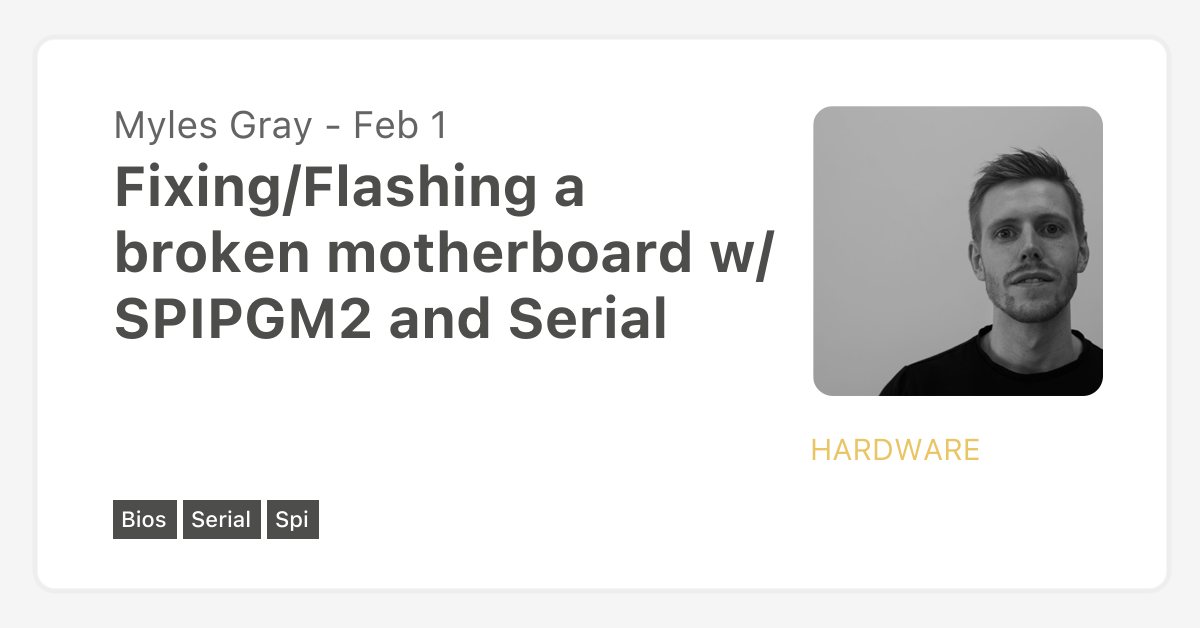 Myles Gray - Feb 1
Fixing/Flashing a
broken motherboard w/
SPIPGM2 and Serial
HARDWARE
Bios Serial Spi